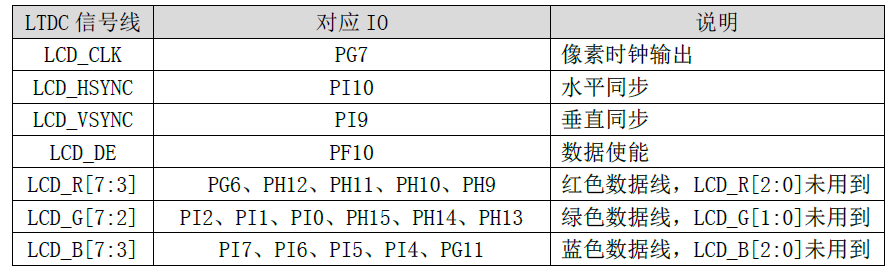 LTDC 信号线 对应 IO 说明
LCD_CLK PG7 像素时钟输出
LCD_HSYNC PI10 水平同步
LCD_VSYNC PI9 垂直同步
LCD_DE PF10 数据使能
LCD_R[7:3] PG6、PH12、PH11、PH10、PH9 红色数据线，LCD_R[2:0]未用到
LCD_G[7:2] PI2、PI1、PI0、PH15、PH14、PH13 绿色数据线，LCD_G[1:0]未用到
LCD_B[7:3] PI7、PI6、PI5、PI4、PG11 蓝色数据线，LCD_B[2:0]未用到